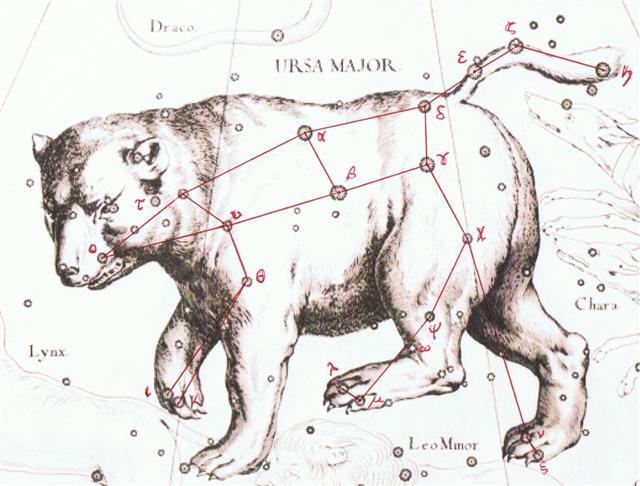 Draco.
ζ
ε
URSA MAJOR.
η
δ
α
γ
β
τ
υ
χ
ο
θ
Chara.
ψ
ω
Lynx.
λ
ι
κ
μ
ν
Leo Minor.
ξ